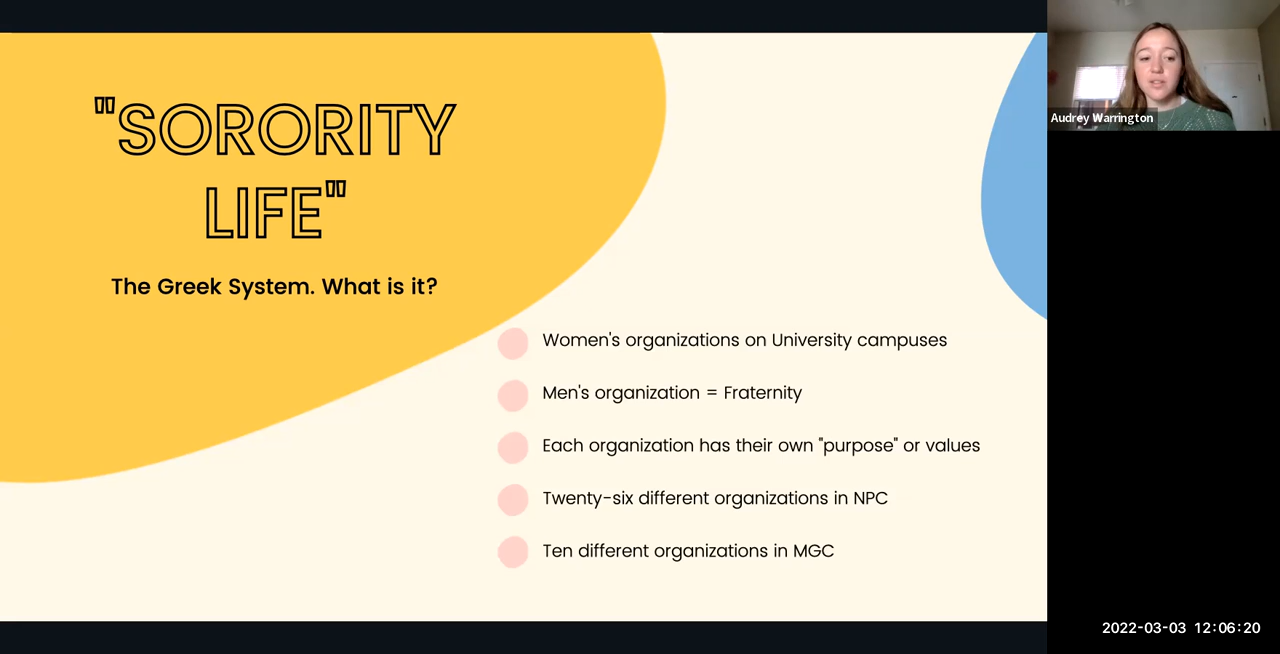 "SORORITY
LIFE"
The Greek System. What is it?
Women's organizations on University campuses
Men's organization = Fraternity
Each organization has their own "purpose" or values
Twenty-six different organizations in NPC
Ten different organizations in MGC
Audrey Warrington
2022-03-03 12:06:20